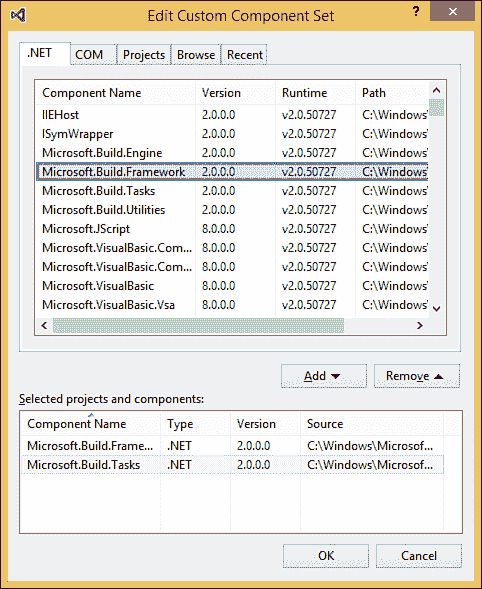 Edit Custom Component Set ?
.NET COM Projects Browse Recent
Component Name Version Runtime Path
IIEHost 2.0.0.0 v2.0.50727 C:\Windows'
ISymWrapper 2.0.0.0 v2.0.50727 C:\Windows'
Microsoft.Build.Engine 2.0.0.0 v2.0.50727 C:\Windows'
Microsoft.Build.Framework 2.0.0.0 v2.0.50727 C:\Windows'
Microsoft.Build.Tasks 2.0.0.0 v2.0.50727 C:\Windows'
Microsoft.Build.Utilities 2.0.0.0 v2.0.50727 C:\Windows'
Microsoft.JScript 8.0.0.0 v2.0.50727 C:\Windows'
Microsoft.VisualBasic.Com... 8.0.0.0 v2.0.50727 C:\Windows'
Microsoft.VisualBasic.Com... 8.0.0.0 v2.0.50727 C:\Windows'
Microsoft.VisualBasic 8.0.0.0 v2.0.50727 C:\Windows'
Microsoft.VisualBasic.Vsa 8.0.0.0 v2.0.50727 C:\Windows'
Add Remove
Selected projects and components:
Component Name Type Version Source
Microsoft.Build.Frame... .NET 2.0.0.0 C:\Windows\Microsof...
Microsoft.Build.Tasks .NET 2.0.0.0 C:\Windows\Microsof...
OK Cancel